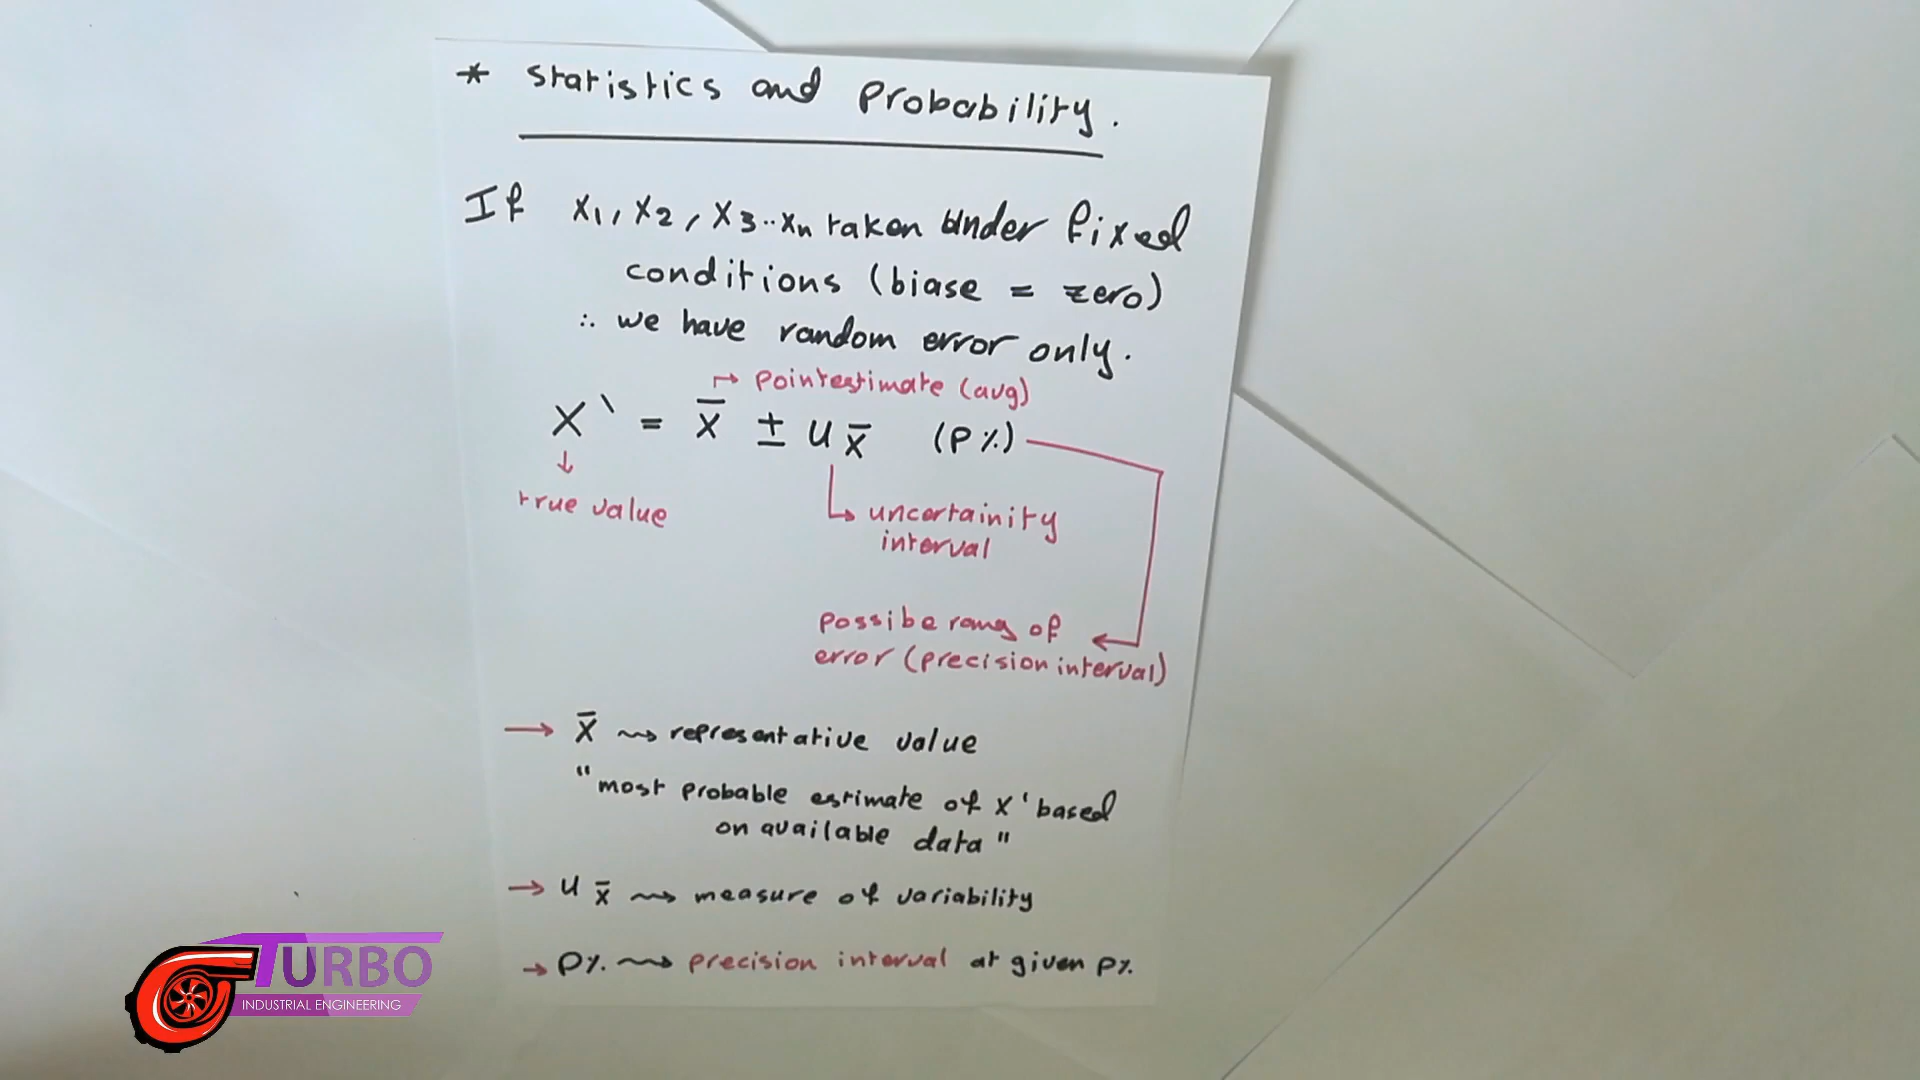 * statistics and probability.
If x1, x2, x3..xn taken under fixed
conditions (biase = zero)
∴ we have random error only.
↦ pointestimate (avg)
x` = x̄ ± u x̄ (P %)
↓
true value
↳ uncertainity
interval
possibe rang of
error (precision interval)
→ x̄ ⇝ representative value
"most probable estimate of x' based
on available data"
→ u x̄ ⇝ measure of variability
→ P% ⇝ precision interval at given p%
TURBO
INDUSTRIAL ENGINEERING